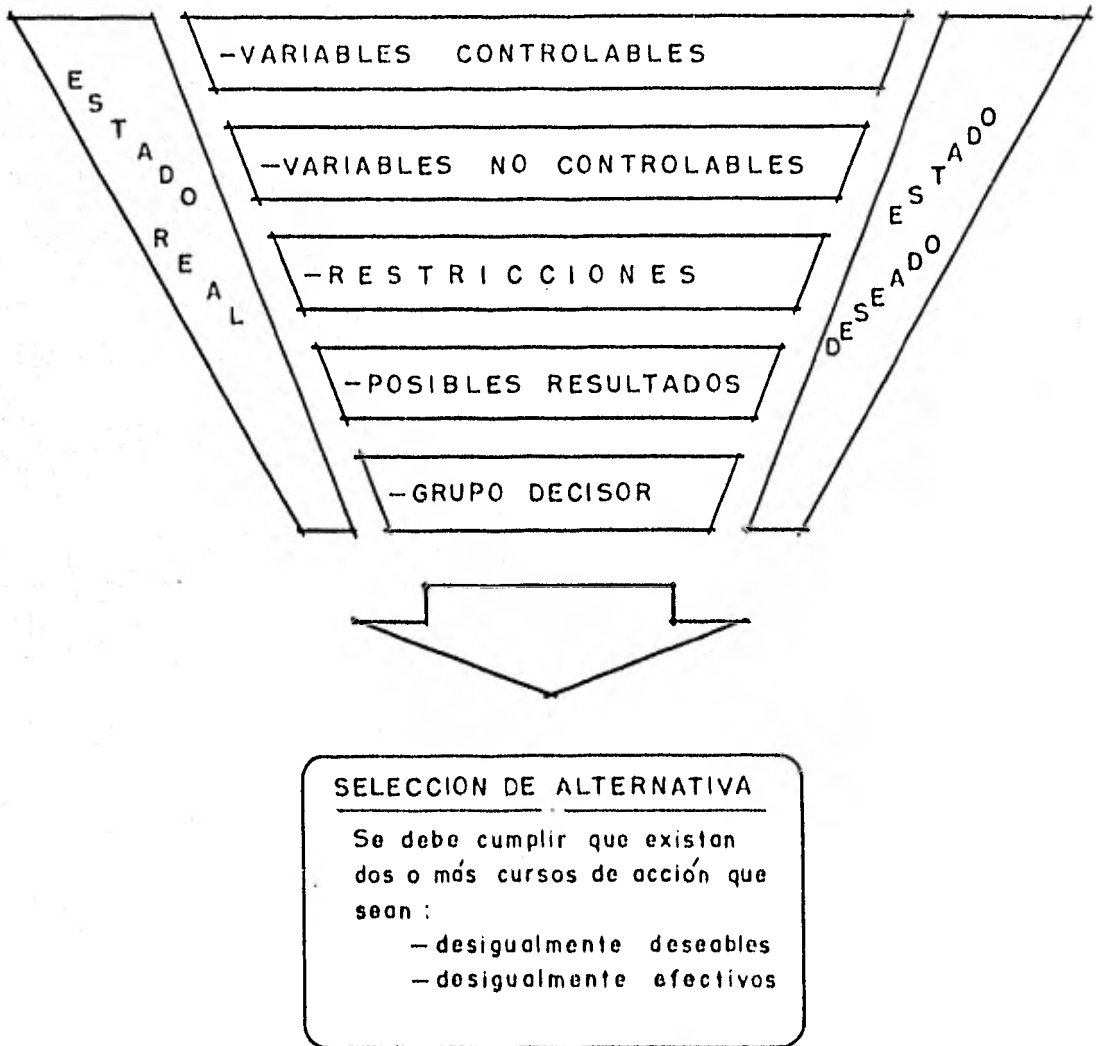 ESTADO REAL
-VARIABLES CONTROLABLES
-VARIABLES NO CONTROLABLES
-RESTRICCIONES
-POSIBLES RESULTADOS
-GRUPO DECISOR
ESTADO
DESEADO
SELECCION DE ALTERNATIVA
Se debe cumplir que existan
dos o más cursos de acción que
sean :
- desigualmente deseables
- desigualmente efectivos